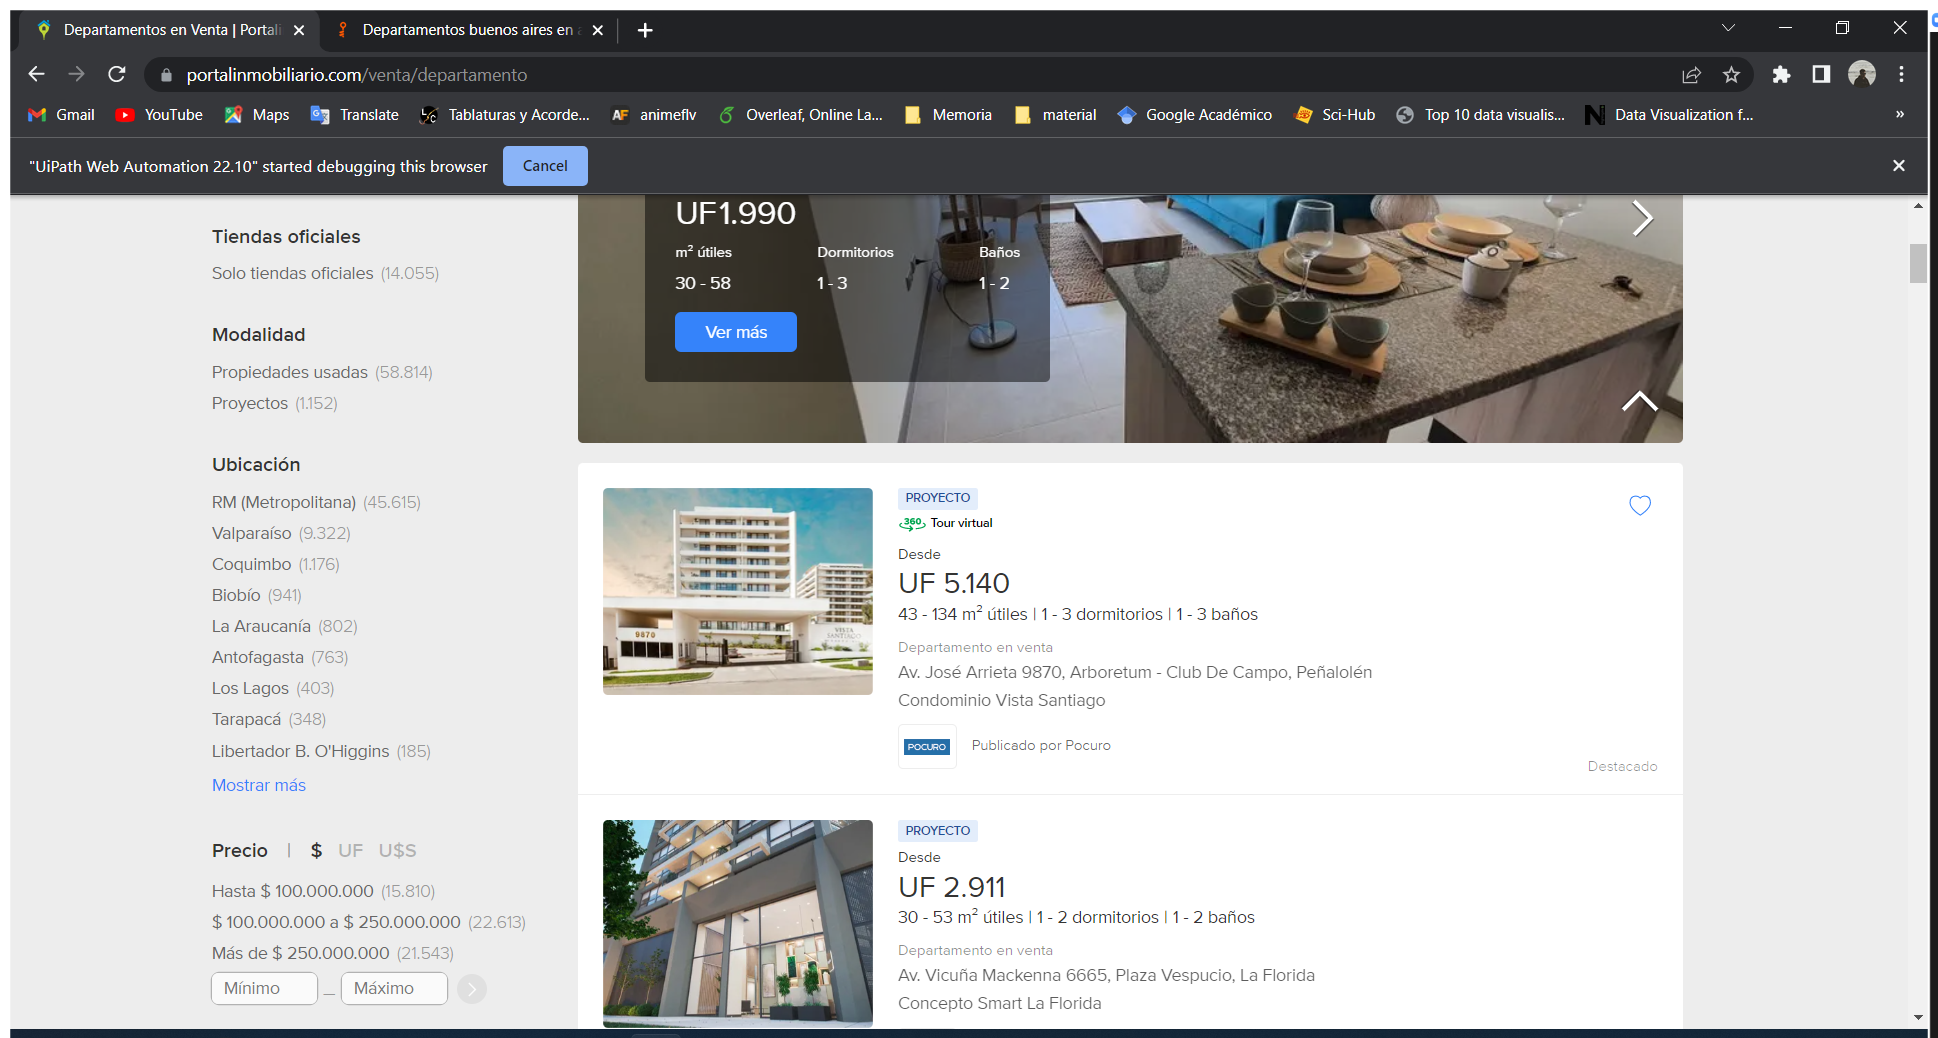 Departamentos en Venta | Portali
Departamentos buenos aires en a
portalinmobiliario.com/venta/departamento
Gmail
YouTube
Maps
Translate
Tablaturas y Acorde...
AF animeflv
Overleaf, Online La...
Memoria
material
Google Académico
Sci-Hub
Top 10 data visualis...
Data Visualization f...
»
"UiPath Web Automation 22.10" started debugging this browser
Cancel
Tiendas oficiales
Solo tiendas oficiales (14.055)
Modalidad
Propiedades usadas (58.814)
Proyectos (1.152)
Ubicación
RM (Metropolitana) (45.615)
Valparaíso (9.322)
Coquimbo (1.176)
Biobío (941)
La Araucanía (802)
Antofagasta (763)
Los Lagos (403)
Tarapacá (348)
Libertador B. O'Higgins (185)
Mostrar más
Precio | $ UF U$S
Hasta $ 100.000.000 (15.810)
$ 100.000.000 a $ 250.000.000 (22.613)
Más de $ 250.000.000 (21.543)
Mínimo — Máximo
UF1.990
m² útiles Dormitorios Baños
30 - 58 1 - 3 1 - 2
Ver más
9870
VISTA
SANTIAGO
PROYECTO
360 Tour virtual
Desde
UF 5.140
43 - 134 m² útiles | 1 - 3 dormitorios | 1 - 3 baños
Departamento en venta
Av. José Arrieta 9870, Arboretum - Club De Campo, Peñalolén
Condominio Vista Santiago
POCURO Publicado por Pocuro
Destacado
PROYECTO
Desde
UF 2.911
30 - 53 m² útiles | 1 - 2 dormitorios | 1 - 2 baños
Departamento en venta
Av. Vicuña Mackenna 6665, Plaza Vespucio, La Florida
Concepto Smart La Florida